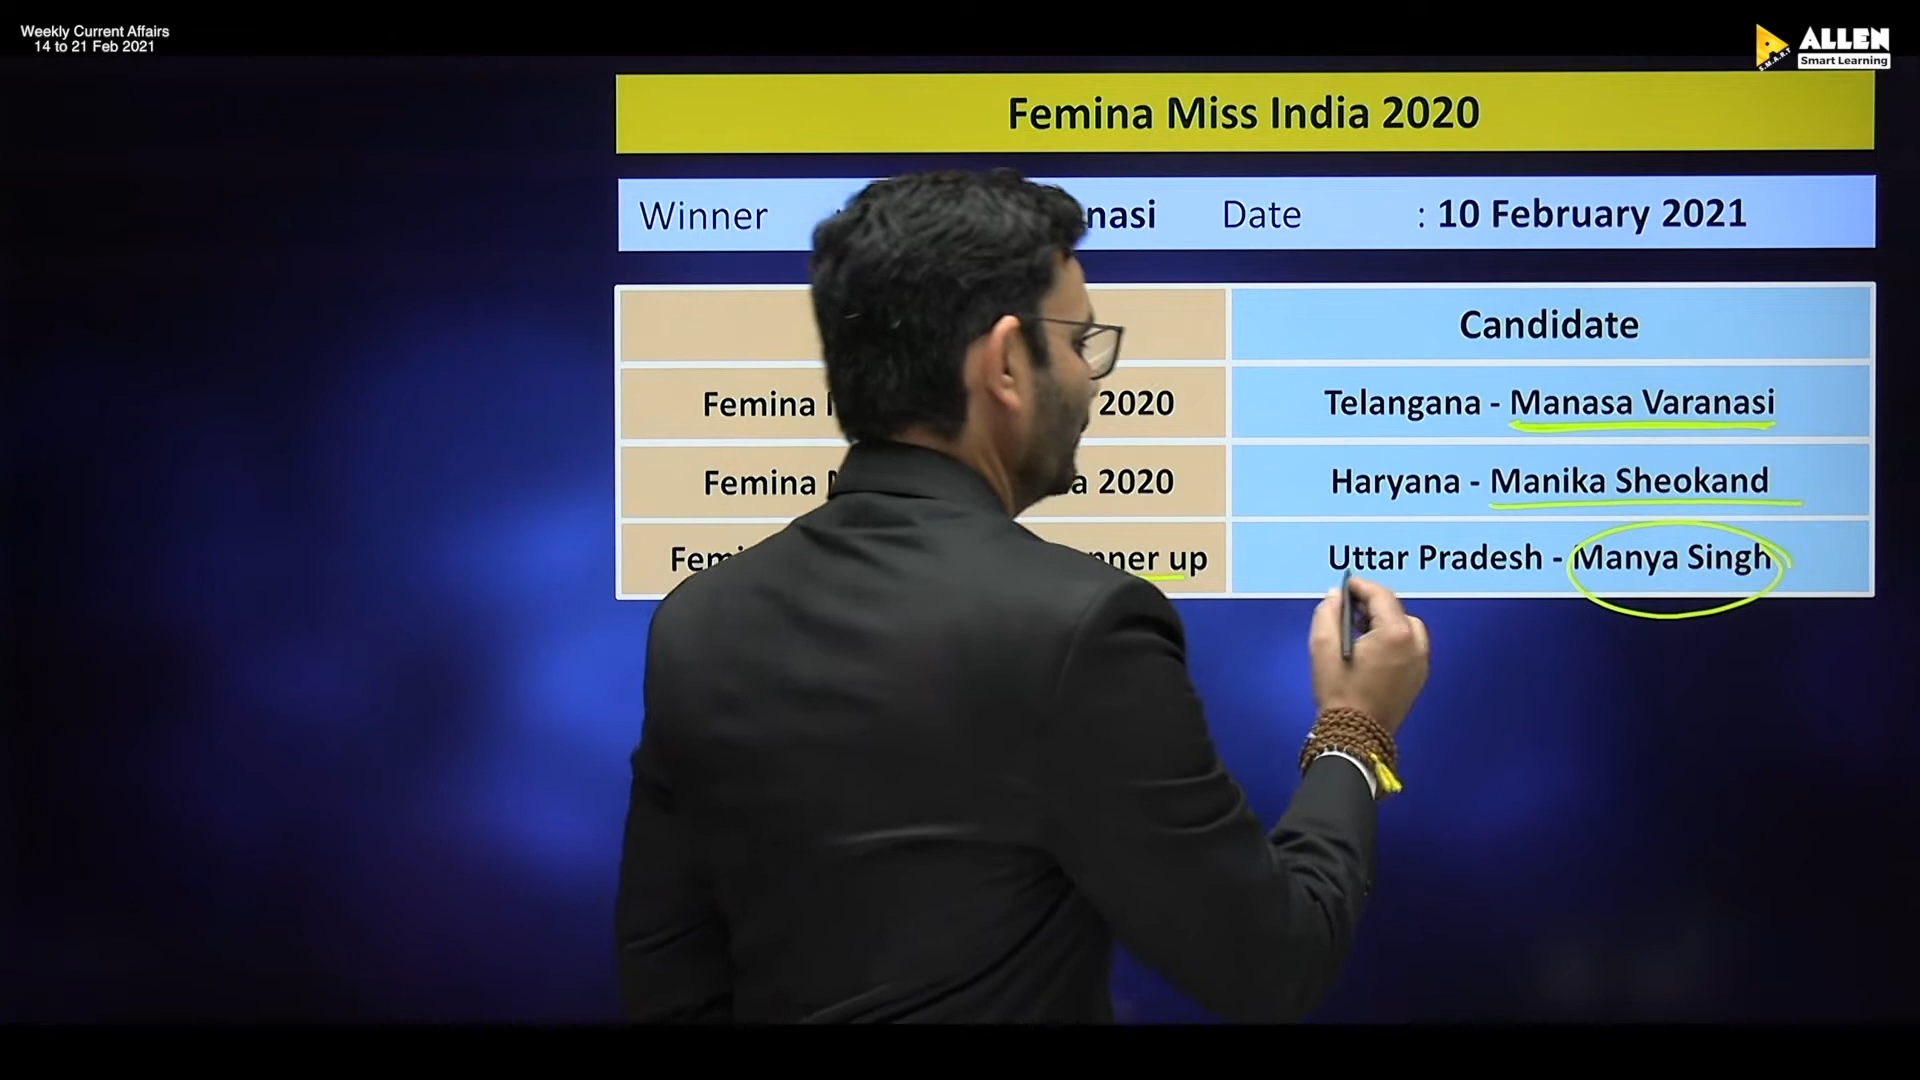 Weekly Current Affairs
14 to 21 Feb 2021
ALLEN
Smart Learning
Femina Miss India 2020
Winner Date : 10 February 2021
Candidate
Femina 2020 Telangana - Manasa Varanasi
Femina 2020 Haryana - Manika Sheokand
up Uttar Pradesh - Manya Singh